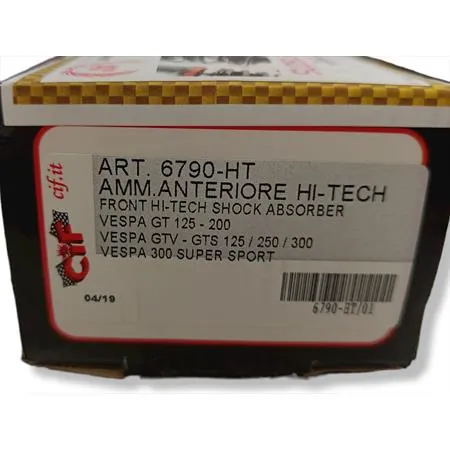 cif.it
CIF
ART. 6790-HT
AMM.ANTERIORE HI-TECH
FRONT HI-TECH SHOCK ABSORBER
VESPA GT 125 - 200
VESPA GTV - GTS 125 / 250 / 300
VESPA 300 SUPER SPORT
04/19
6790-HT/01